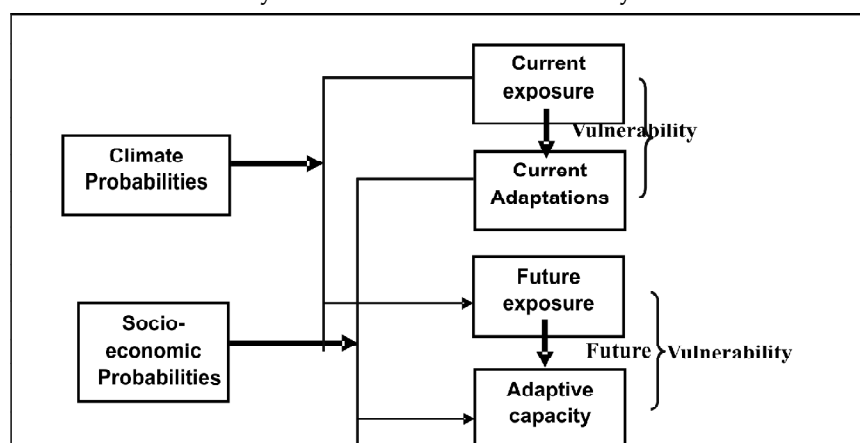 Current
exposure
Vulnerability
Climate
Probabilities
Current
Adaptations
Future
exposure
Socio-
economic
Probabilities
Future
Vulnerability
Adaptive
capacity